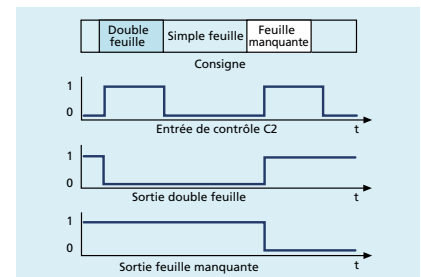 Double feuille
Simple feuille
Feuille manquante
Consigne
1
0
Entrée de contrôle C2
t
1
0
Sortie double feuille
t
1
0
Sortie feuille manquante
t